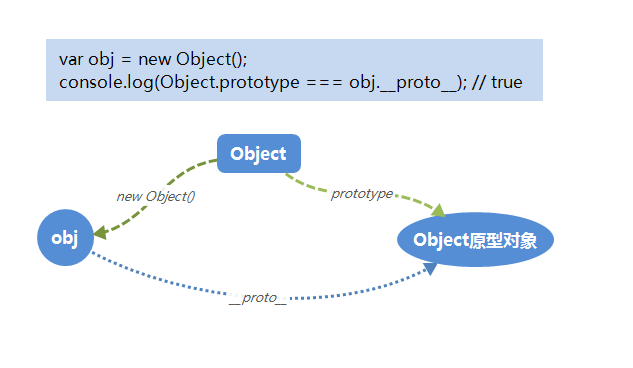 var obj = new Object();
console.log(Object.prototype === obj.__proto__); // true
Object
new Object()
prototype
obj
Object原型对象
__proto__